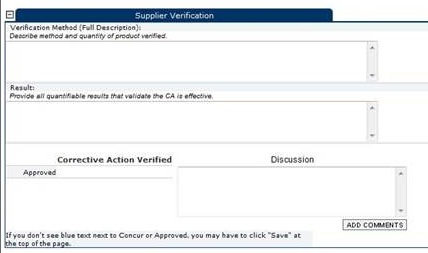 Supplier Verification
Verification Method (Full Description):
Describe method and quantity of product verified.
Result:
Provide all quantifiable results that validate the CA is effective.
Corrective Action Verified Discussion
Approved
ADD COMMENTS
If you don't see blue text next to Concur or Approved, you may have to click "Save" at
the top of the page.